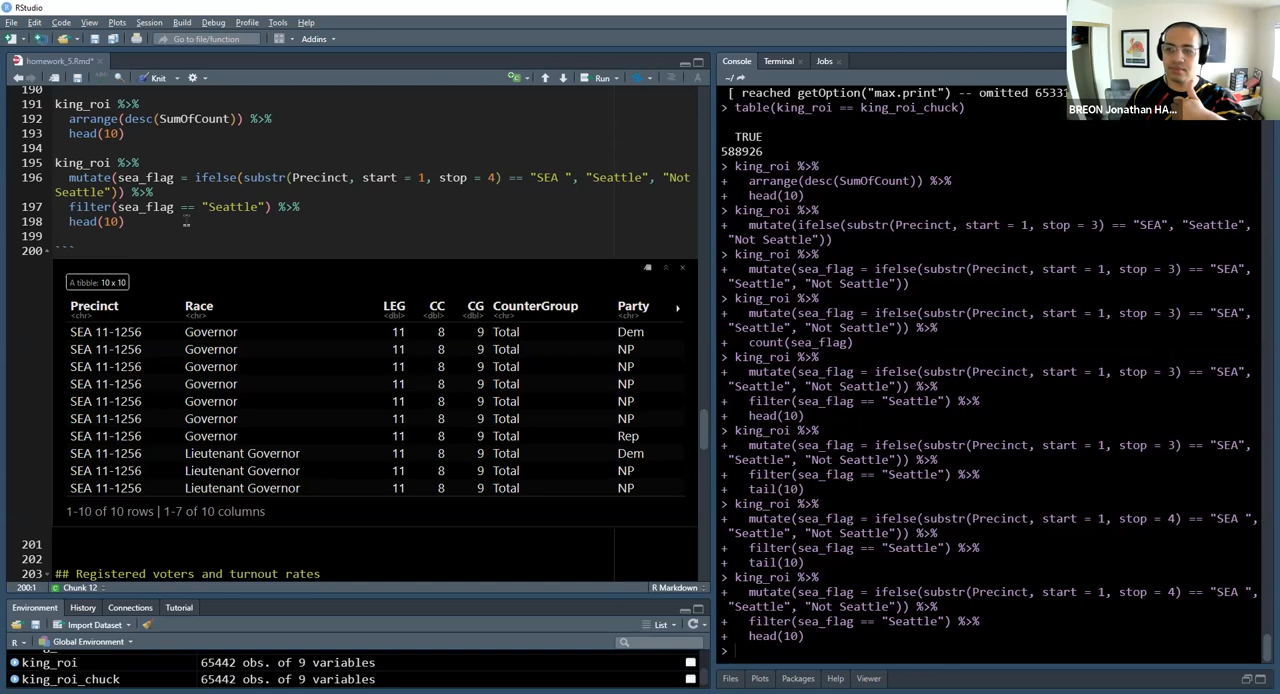 RStudio
File Edit Code View Plots Session Build Debug Profile Tools Help
Go to file/function Addins
homework_5.Rmd*
Knit Run
190
191 king_roi %>%
192 arrange(desc(SumOfCount)) %>%
193 head(10)
194
195 king_roi %>%
196 mutate(sea_flag = ifelse(substr(Precinct, start = 1, stop = 4) == "SEA ", "Seattle", "Not
Seattle")) %>%
197 filter(sea_flag == "Seattle") %>%
198 head(10)
199
200 ```
A tibble: 10 x 10
Precinct Race LEG CC CG CounterGroup Party
<chr> <chr> <dbl> <dbl> <dbl> <chr> <chr>
SEA 11-1256 Governor 11 8 9 Total Dem
SEA 11-1256 Governor 11 8 9 Total NP
SEA 11-1256 Governor 11 8 9 Total NP
SEA 11-1256 Governor 11 8 9 Total NP
SEA 11-1256 Governor 11 8 9 Total NP
SEA 11-1256 Governor 11 8 9 Total NP
SEA 11-1256 Governor 11 8 9 Total Rep
SEA 11-1256 Lieutenant Governor 11 8 9 Total Dem
SEA 11-1256 Lieutenant Governor 11 8 9 Total NP
SEA 11-1256 Lieutenant Governor 11 8 9 Total NP
1-10 of 10 rows | 1-7 of 10 columns
201
202
203 ## Registered voters and turnout rates
200:1 Chunk 12 R Markdown
Environment History Connections Tutorial
Import Dataset List
R Global Environment
king_roi 65442 obs. of 9 variables
king_roi_chuck 65442 obs. of 9 variables
Console Terminal Jobs
~/
[ reached getOption("max.print") -- omitted 65331
> table(king_roi == king_roi_chuck)
TRUE
588926
> king_roi %>%
+ arrange(desc(SumOfCount)) %>%
+ head(10)
> king_roi %>%
+ mutate(ifelse(substr(Precinct, start = 1, stop = 3) == "SEA", "Seattle",
"Not Seattle"))
> king_roi %>%
+ mutate(sea_flag = ifelse(substr(Precinct, start = 1, stop = 3) == "SEA",
"Seattle", "Not Seattle"))
> king_roi %>%
+ mutate(sea_flag = ifelse(substr(Precinct, start = 1, stop = 3) == "SEA",
"Seattle", "Not Seattle")) %>%
+ count(sea_flag)
> king_roi %>%
+ mutate(sea_flag = ifelse(substr(Precinct, start = 1, stop = 3) == "SEA",
"Seattle", "Not Seattle")) %>%
+ filter(sea_flag == "Seattle") %>%
+ head(10)
> king_roi %>%
+ mutate(sea_flag = ifelse(substr(Precinct, start = 1, stop = 3) == "SEA",
"Seattle", "Not Seattle")) %>%
+ filter(sea_flag == "Seattle") %>%
+ tail(10)
> king_roi %>%
+ mutate(sea_flag = ifelse(substr(Precinct, start = 1, stop = 4) == "SEA ",
"Seattle", "Not Seattle")) %>%
+ filter(sea_flag == "Seattle") %>%
+ tail(10)
> king_roi %>%
+ mutate(sea_flag = ifelse(substr(Precinct, start = 1, stop = 4) == "SEA ",
"Seattle", "Not Seattle")) %>%
+ filter(sea_flag == "Seattle") %>%
+ head(10)
>
Files Plots Packages Help Viewer
BREON Jonathan HA...